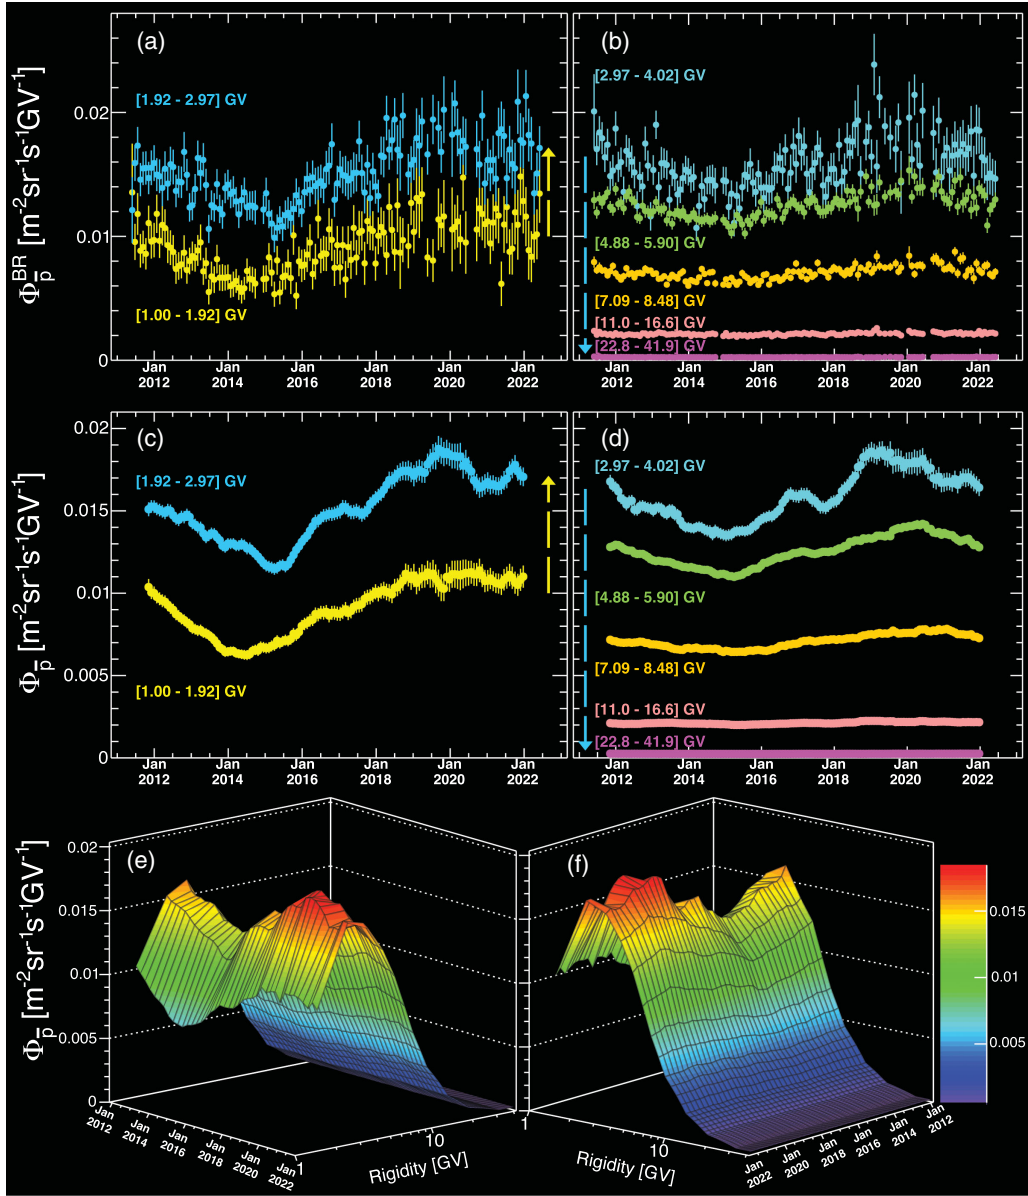 (a)
(b)
Φp̅BR [m-2sr-1s-1GV-1]
[1.92 - 2.97] GV
[1.00 - 1.92] GV
[2.97 - 4.02] GV
[4.88 - 5.90] GV
[7.09 - 8.48] GV
[11.0 - 16.6] GV
[22.8 - 41.9] GV
0.02
0.01
0
Jan Jan Jan Jan Jan Jan
2012 2014 2016 2018 2020 2022
Jan Jan Jan Jan Jan Jan
2012 2014 2016 2018 2020 2022
(c)
(d)
Φp̅ [m-2sr-1s-1GV-1]
[1.92 - 2.97] GV
[1.00 - 1.92] GV
[2.97 - 4.02] GV
[4.88 - 5.90] GV
[7.09 - 8.48] GV
[11.0 - 16.6] GV
[22.8 - 41.9] GV
0.02
0.015
0.01
0.005
0
Jan Jan Jan Jan Jan Jan
2012 2014 2016 2018 2020 2022
Jan Jan Jan Jan Jan Jan
2012 2014 2016 2018 2020 2022
(e)
(f)
Φp̅ [m-2sr-1s-1GV-1]
0.02
0.015
0.01
0.005
0
Jan Jan Jan Jan Jan Jan
2012 2014 2016 2018 2020 2022
1
10
1
Rigidity [GV]
10
Rigidity [GV]
Jan Jan Jan Jan Jan Jan
2022 2020 2018 2016 2014 2012
0.015
0.01
0.005